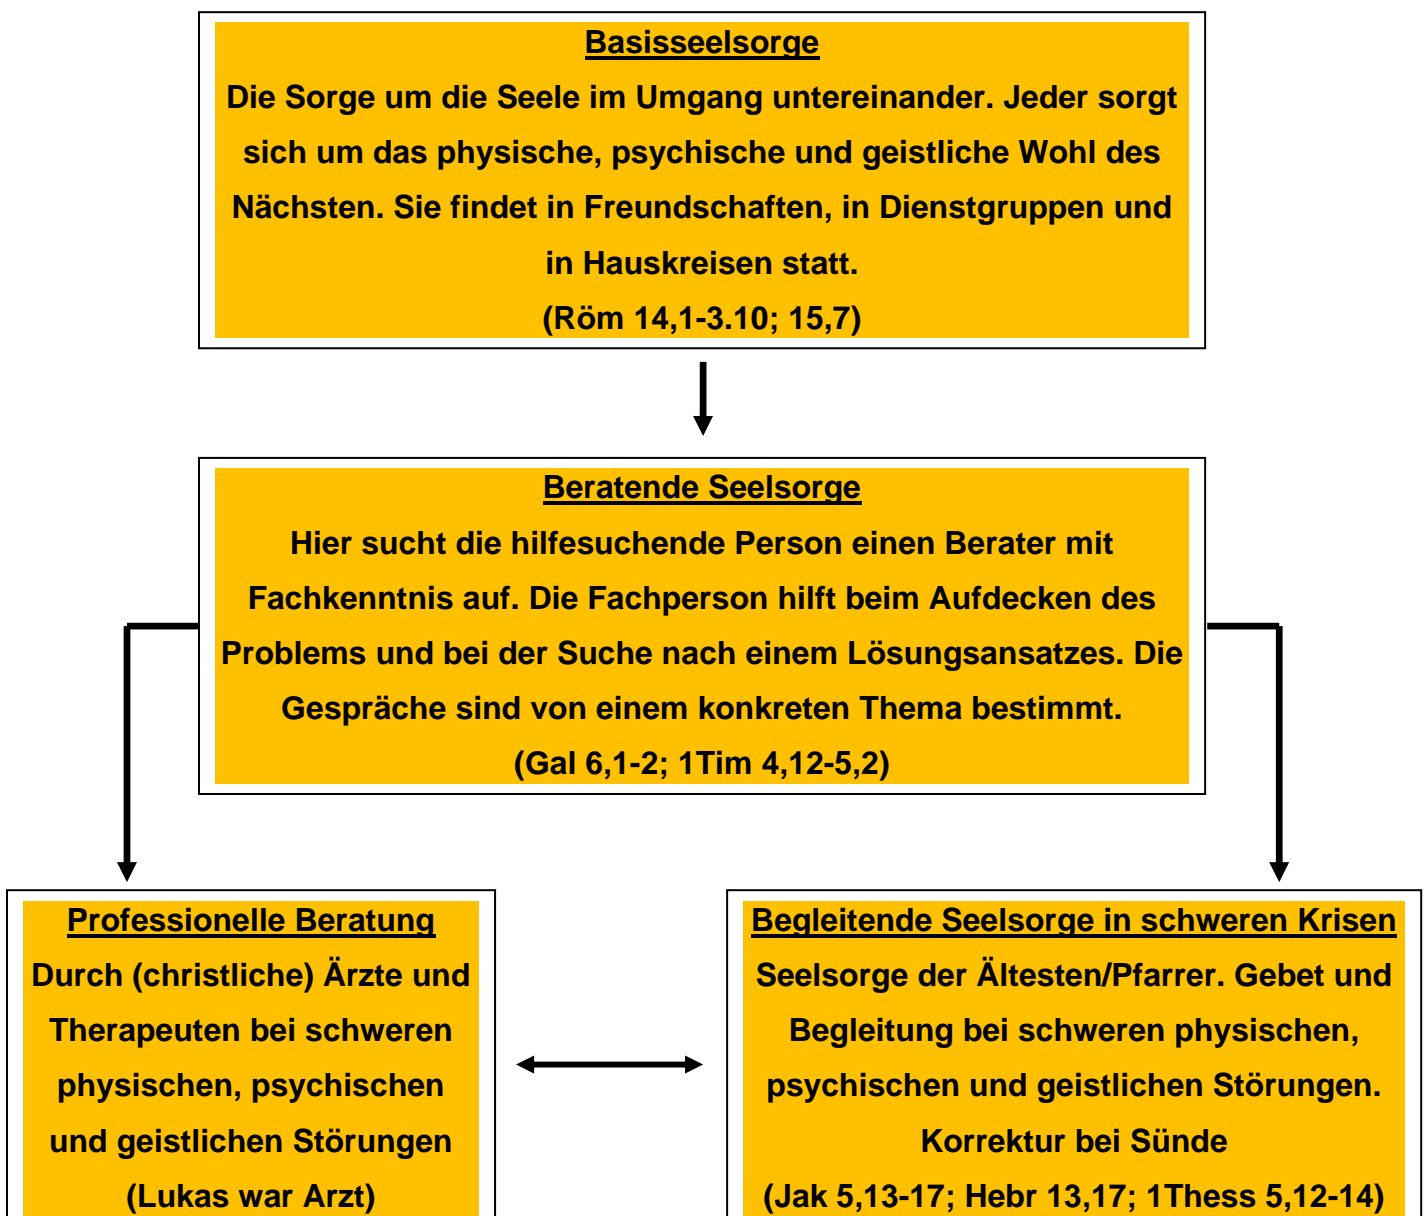 Basisseelsorge
Die Sorge um die Seele im Umgang untereinander. Jeder sorgt
sich um das physische, psychische und geistliche Wohl des
Nächsten. Sie findet in Freundschaften, in Dienstgruppen und
in Hauskreisen statt.
(Röm 14,1-3.10; 15,7)
Beratende Seelsorge
Hier sucht die hilfesuchende Person einen Berater mit
Fachkenntnis auf. Die Fachperson hilft beim Aufdecken des
Problems und bei der Suche nach einem Lösungsansatzes. Die
Gespräche sind von einem konkreten Thema bestimmt.
(Gal 6,1-2; 1Tim 4,12-5,2)
Professionelle Beratung
Durch (christliche) Ärzte und
Therapeuten bei schweren
physischen, psychischen
und geistlichen Störungen
(Lukas war Arzt)
Begleitende Seelsorge in schweren Krisen
Seelsorge der Ältesten/Pfarrer. Gebet und
Begleitung bei schweren physischen,
psychischen und geistlichen Störungen.
Korrektur bei Sünde
(Jak 5,13-17; Hebr 13,17; 1Thess 5,12-14)